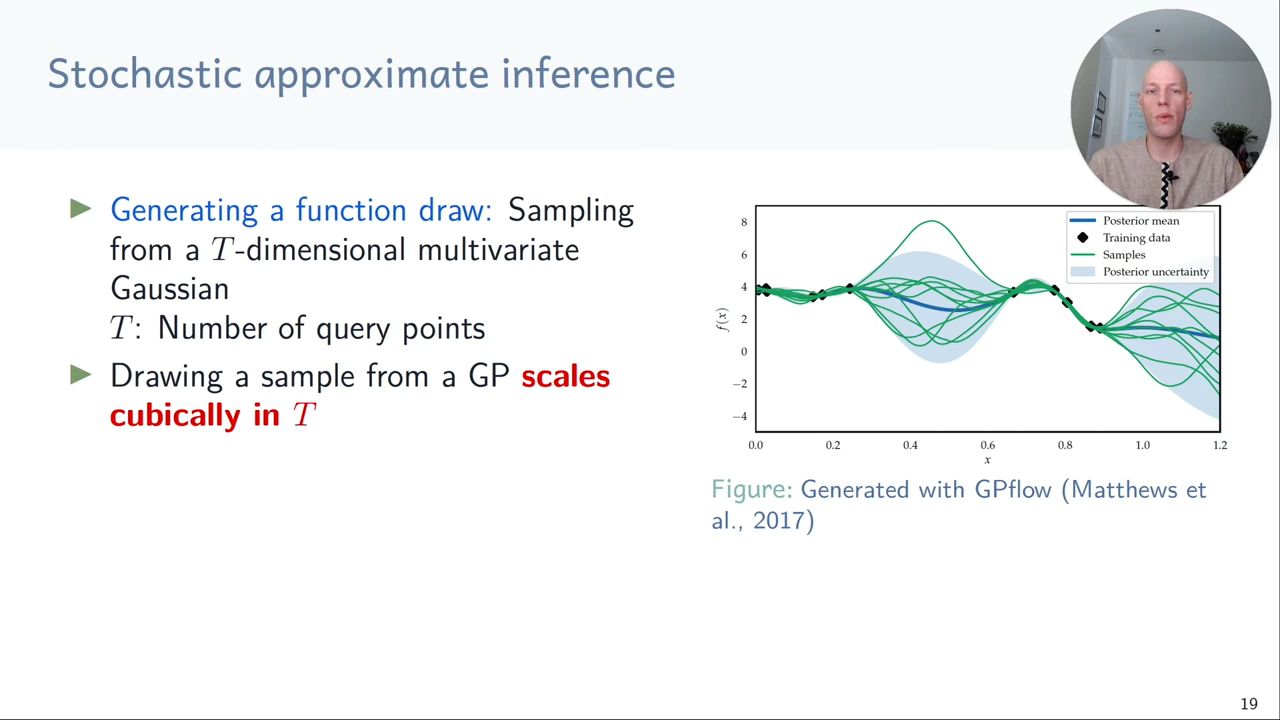 Stochastic approximate inference
▶ Generating a function draw: Sampling
from a T-dimensional multivariate
Gaussian
T: Number of query points
▶ Drawing a sample from a GP scales
cubically in T
8
6
4
2
0
−2
−4
f(x)
Posterior mean
Training data
Samples
Posterior uncertainty
0.0 0.2 0.4 0.6 0.8 1.0 1.2
x
Figure: Generated with GPflow (Matthews et
al., 2017)
19